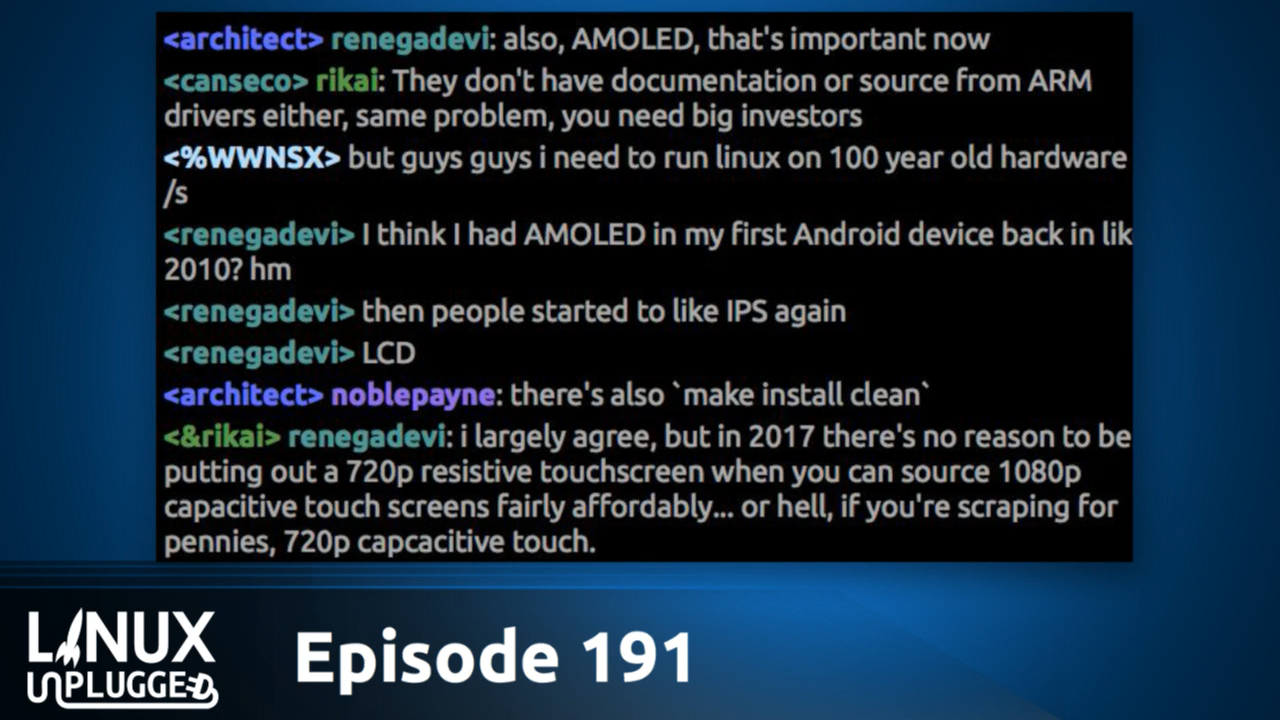 <architect> renegadevi: also, AMOLED, that's important now
<canseco> rikai: They don't have documentation or source from ARM
drivers either, same problem, you need big investors
<%WWNSX> but guys guys i need to run linux on 100 year old hardware
/s
<renegadevi> I think I had AMOLED in my first Android device back in lik
2010? hm
<renegadevi> then people started to like IPS again
<renegadevi> LCD
<architect> noblepayne: there's also `make install clean`
<&rikai> renegadevi: i largely agree, but in 2017 there's no reason to be
putting out a 720p resistive touchscreen when you can source 1080p
capacitive touch screens fairly affordably... or hell, if you're scraping for
pennies, 720p capcacitive touch.
LINUX
UNPLUGGED
Episode 191